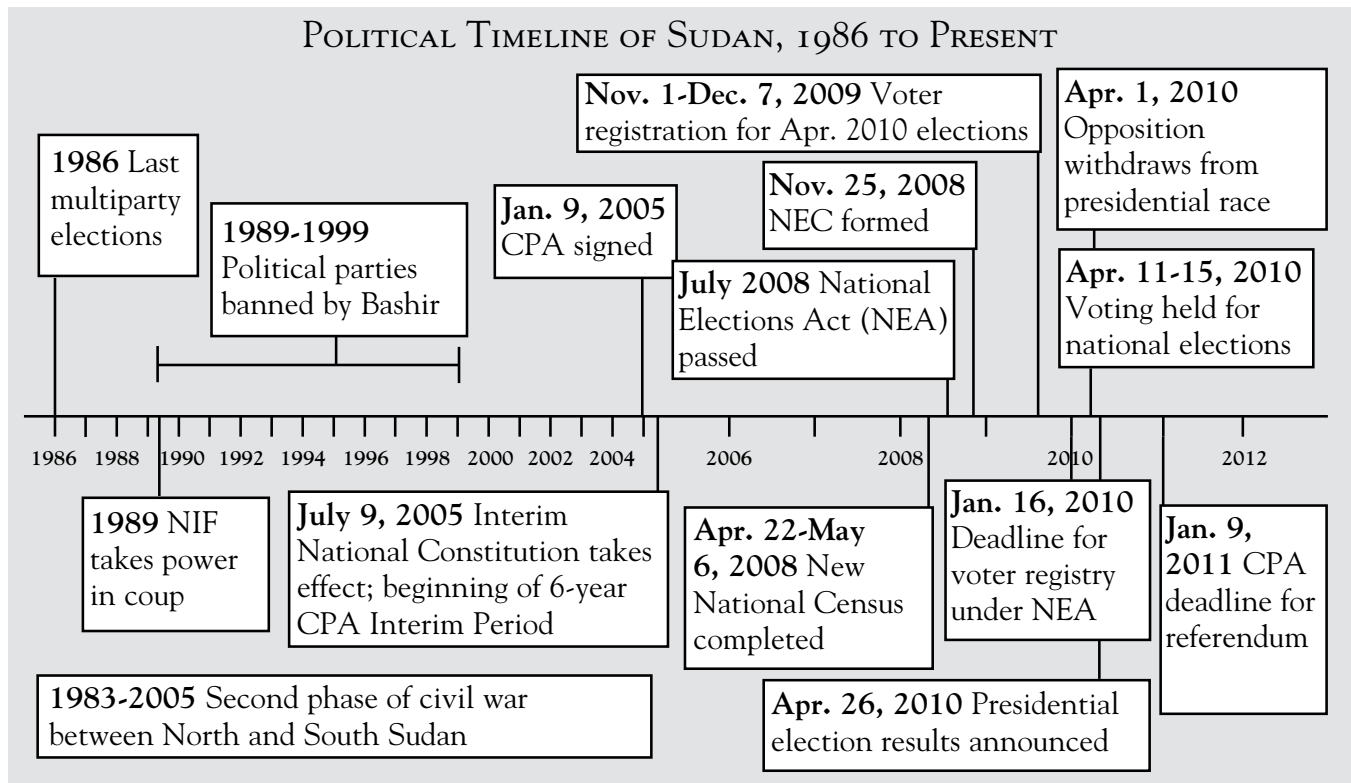 Political Timeline of Sudan, 1986 to Present
Nov. 1-Dec. 7, 2009 Voter
registration for Apr. 2010 elections
Apr. 1, 2010
Opposition
withdraws from
presidential race
1986 Last
multiparty
elections
Nov. 25, 2008
NEC formed
Jan. 9, 2005
CPA signed
1989-1999
Political parties
banned by Bashir
Apr. 11-15, 2010
Voting held for
national elections
July 2008 National
Elections Act (NEA)
passed
1986 1988 1990 1992 1994 1996 1998 2000 2002 2004 2006 2008 2010 2012
1989 NIF
takes power
in coup
July 9, 2005 Interim
National Constitution takes
effect; beginning of 6-year
CPA Interim Period
Apr. 22-May
6, 2008 New
National Census
completed
Jan. 16, 2010
Deadline for
voter registry
under NEA
Jan. 9,
2011 CPA
deadline for
referendum
1983-2005 Second phase of civil war
between North and South Sudan
Apr. 26, 2010 Presidential
election results announced